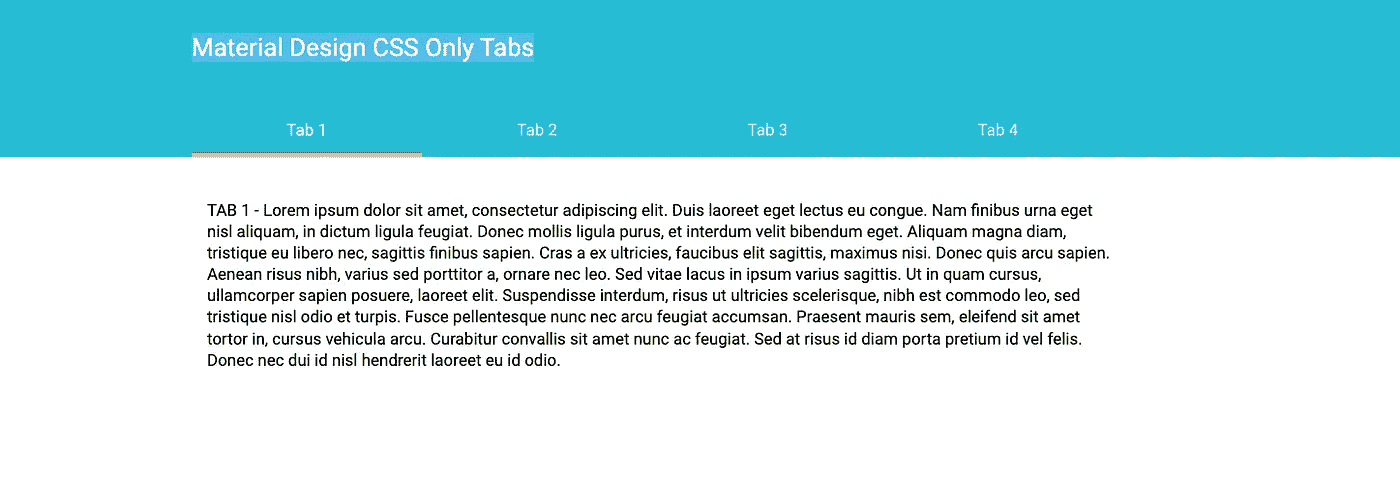 Material Design CSS Only Tabs
Tab 1
Tab 2
Tab 3
Tab 4
TAB 1 - Lorem ipsum dolor sit amet, consectetur adipiscing elit. Duis laoreet eget lectus eu congue. Nam finibus urna eget
nisl aliquam, in dictum ligula feugiat. Donec mollis ligula purus, et interdum velit bibendum eget. Aliquam magna diam,
tristique eu libero nec, sagittis finibus sapien. Cras a ex ultricies, faucibus elit sagittis, maximus nisi. Donec quis arcu sapien.
Aenean risus nibh, varius sed porttitor a, ornare nec leo. Sed vitae lacus in ipsum varius sagittis. Ut in quam cursus,
ullamcorper sapien posuere, laoreet elit. Suspendisse interdum, risus ut ultricies scelerisque, nibh est commodo leo, sed
tristique nisl odio et turpis. Fusce pellentesque nunc nec arcu feugiat accumsan. Praesent mauris sem, eleifend sit amet
tortor in, cursus vehicula arcu. Curabitur convallis sit amet nunc ac feugiat. Sed at risus id diam porta pretium id vel felis.
Donec nec dui id nisl hendrerit laoreet eu id odio.